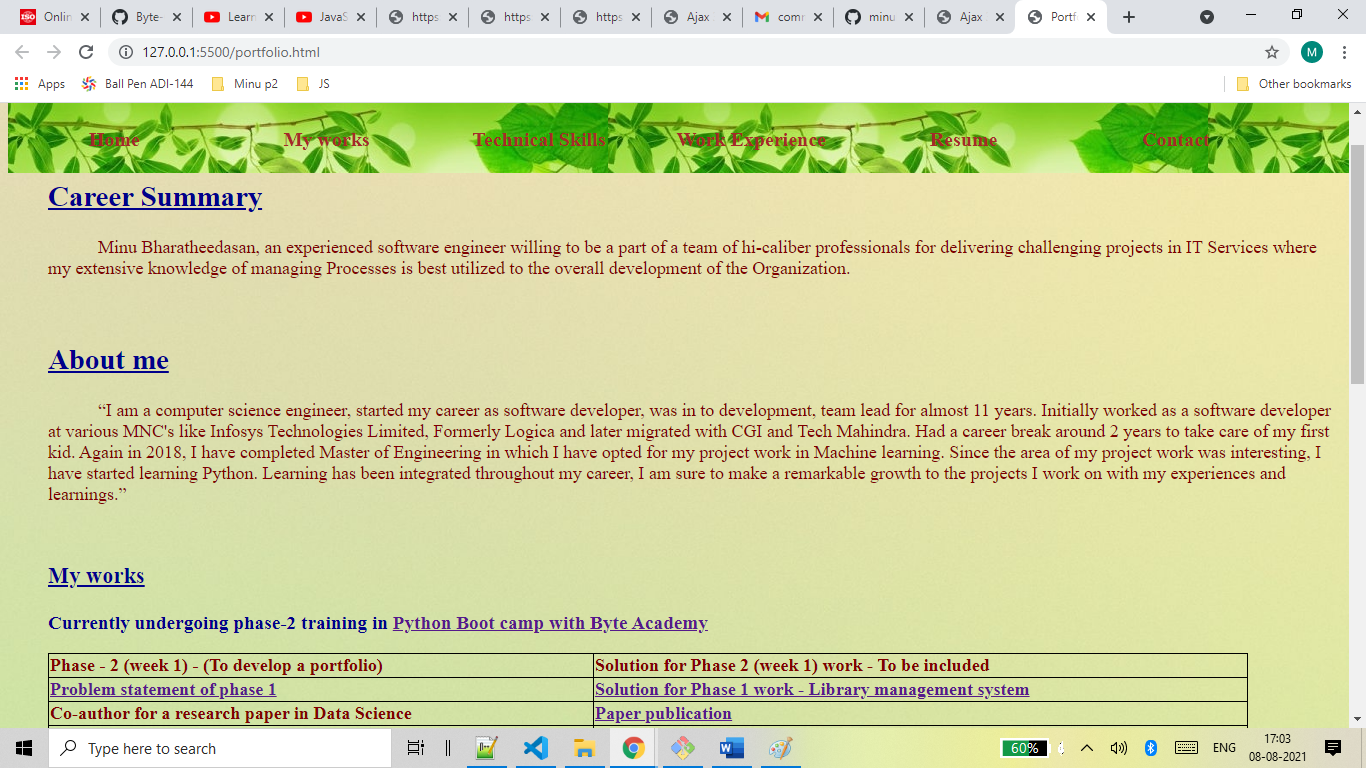 Onlin
Byte-
Learn
JavaS
https
https
https
Ajax
comm
minu
Ajax
Portf
127.0.0.1:5500/portfolio.html
M
Apps
Ball Pen ADI-144
Minu p2
JS
Other bookmarks
Home My works Technical Skills Work Experience Resume Contact
Career Summary
Minu Bharatheedasan, an experienced software engineer willing to be a part of a team of hi-caliber professionals for delivering challenging projects in IT Services where
my extensive knowledge of managing Processes is best utilized to the overall development of the Organization.
About me
“I am a computer science engineer, started my career as software developer, was in to development, team lead for almost 11 years. Initially worked as a software developer
at various MNC's like Infosys Technologies Limited, Formerly Logica and later migrated with CGI and Tech Mahindra. Had a career break around 2 years to take care of my first
kid. Again in 2018, I have completed Master of Engineering in which I have opted for my project work in Machine learning. Since the area of my project work was interesting, I
have started learning Python. Learning has been integrated throughout my career, I am sure to make a remarkable growth to the projects I work on with my experiences and
learnings.”
My works
Currently undergoing phase-2 training in Python Boot camp with Byte Academy
Phase - 2 (week 1) - (To develop a portfolio) Solution for Phase 2 (week 1) work - To be included
Problem statement of phase 1 Solution for Phase 1 work - Library management system
Co-author for a research paper in Data Science Paper publication
Type here to search
60%
ENG
17:03
08-08-2021